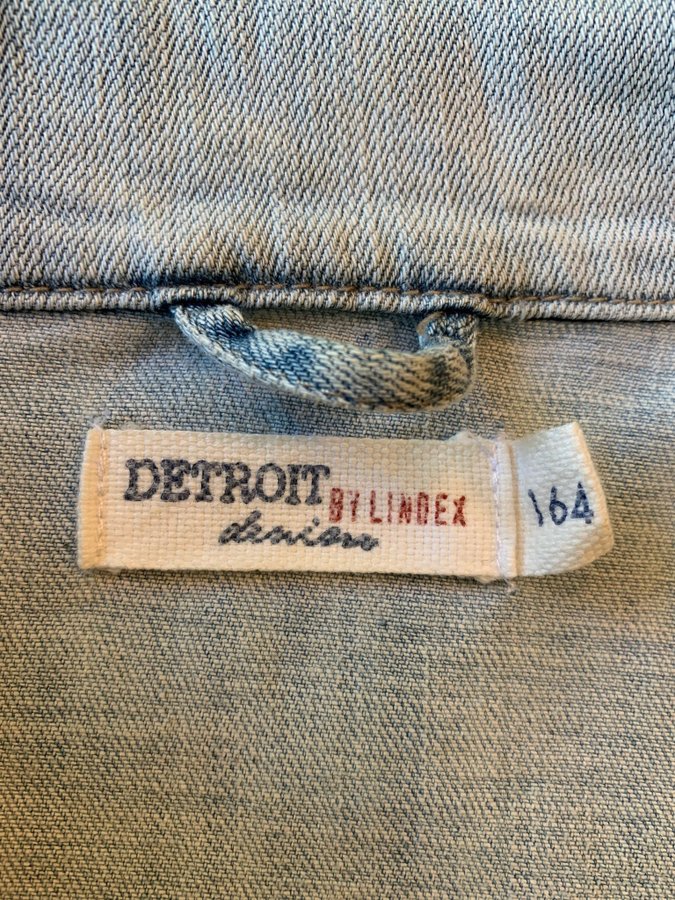 DETROIT
BY LINDEX
denim
164